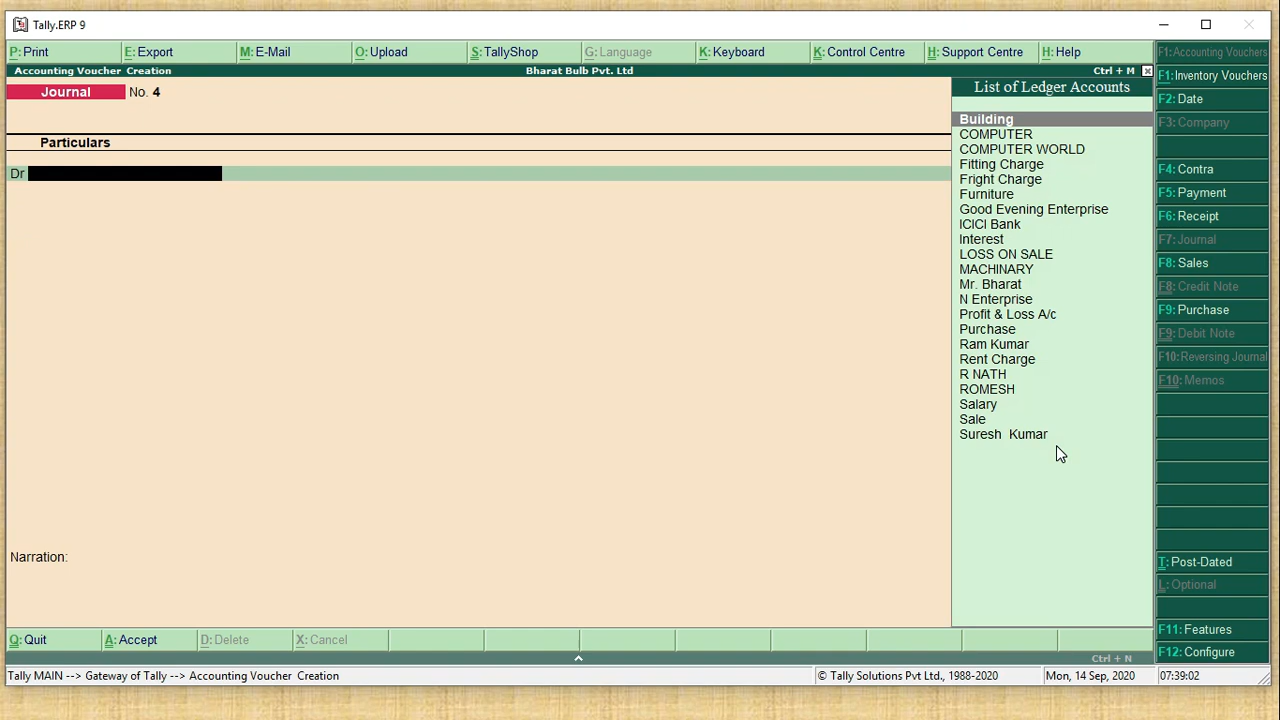 Tally.ERP 9
P: Print E: Export M: E-Mail O: Upload S: TallyShop G: Language K: Keyboard K: Control Centre H: Support Centre H: Help
Accounting Voucher Creation Bharat Bulb Pvt. Ltd Ctrl + M
Journal No. 4
Particulars
Dr
List of Ledger Accounts
Building
COMPUTER
COMPUTER WORLD
Fitting Charge
Fright Charge
Furniture
Good Evening Enterprise
ICICI Bank
Interest
LOSS ON SALE
MACHINARY
Mr. Bharat
N Enterprise
Profit & Loss A/c
Purchase
Ram Kumar
Rent Charge
R NATH
ROMESH
Salary
Sale
Suresh Kumar
F1: Accounting Vouchers
F1: Inventory Vouchers
F2: Date
F3: Company
F4: Contra
F5: Payment
F6: Receipt
F7: Journal
F8: Sales
F8: Credit Note
F9: Purchase
F9: Debit Note
F10: Reversing Journal
F10: Memos
T: Post-Dated
L: Optional
F11: Features
F12: Configure
Narration:
Q: Quit A: Accept D: Delete X: Cancel
Ctrl + N
Tally MAIN --> Gateway of Tally --> Accounting Voucher Creation © Tally Solutions Pvt Ltd., 1988-2020 Mon, 14 Sep, 2020 07:39:02